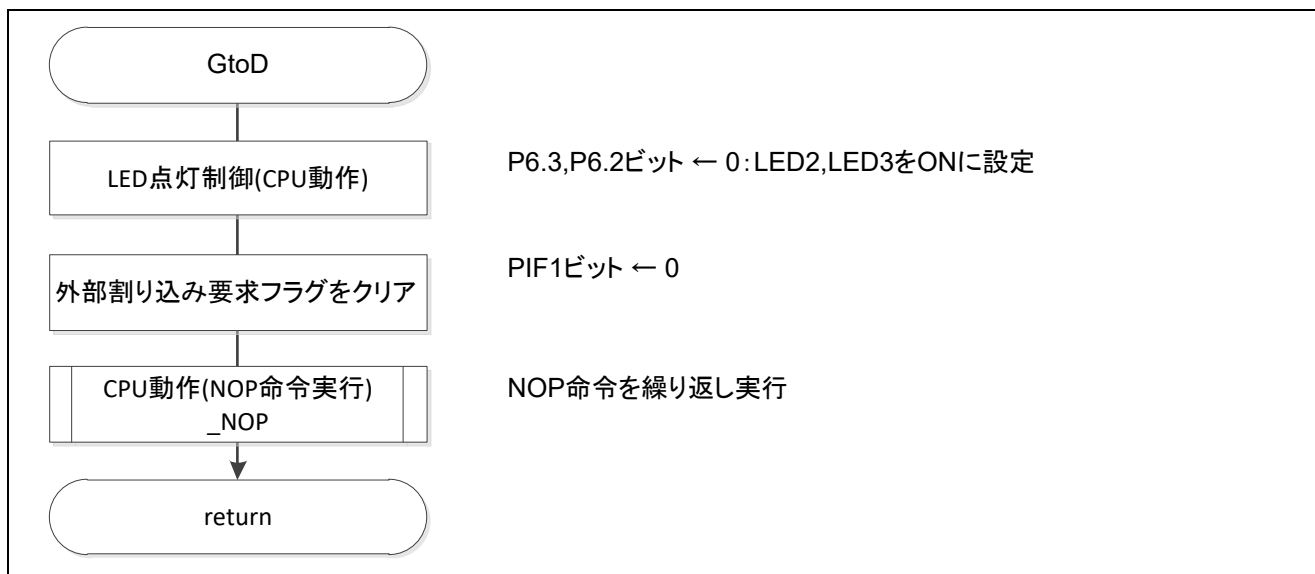 GtoD
LED点灯制御(CPU動作)
P6.3,P6.2ビット ← 0：LED2,LED3をONに設定
外部割り込み要求フラグをクリア
PIF1ビット ← 0
CPU動作(NOP命令実行)
_NOP
NOP命令を繰り返し実行
return